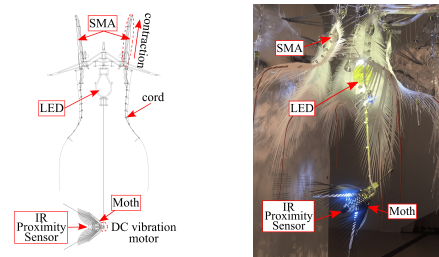 SMA
contraction
LED
cord
Moth
IR
Proximity
Sensor
DC vibration
motor
SMA
LED
IR
Proximity
Sensor
Moth